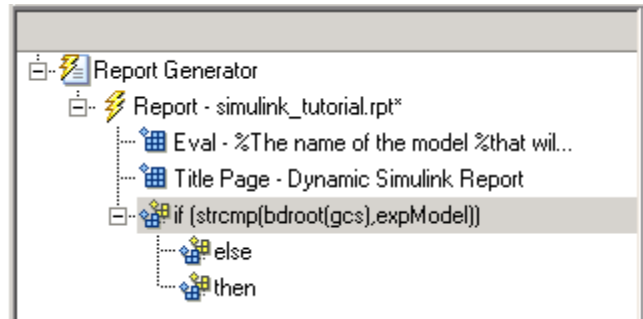 Report Generator
Report - simulink_tutorial.rpt*
Eval - %The name of the model %that wil...
Title Page - Dynamic Simulink Report
if (strcmp(bdroot(gcs),expModel))
else
then